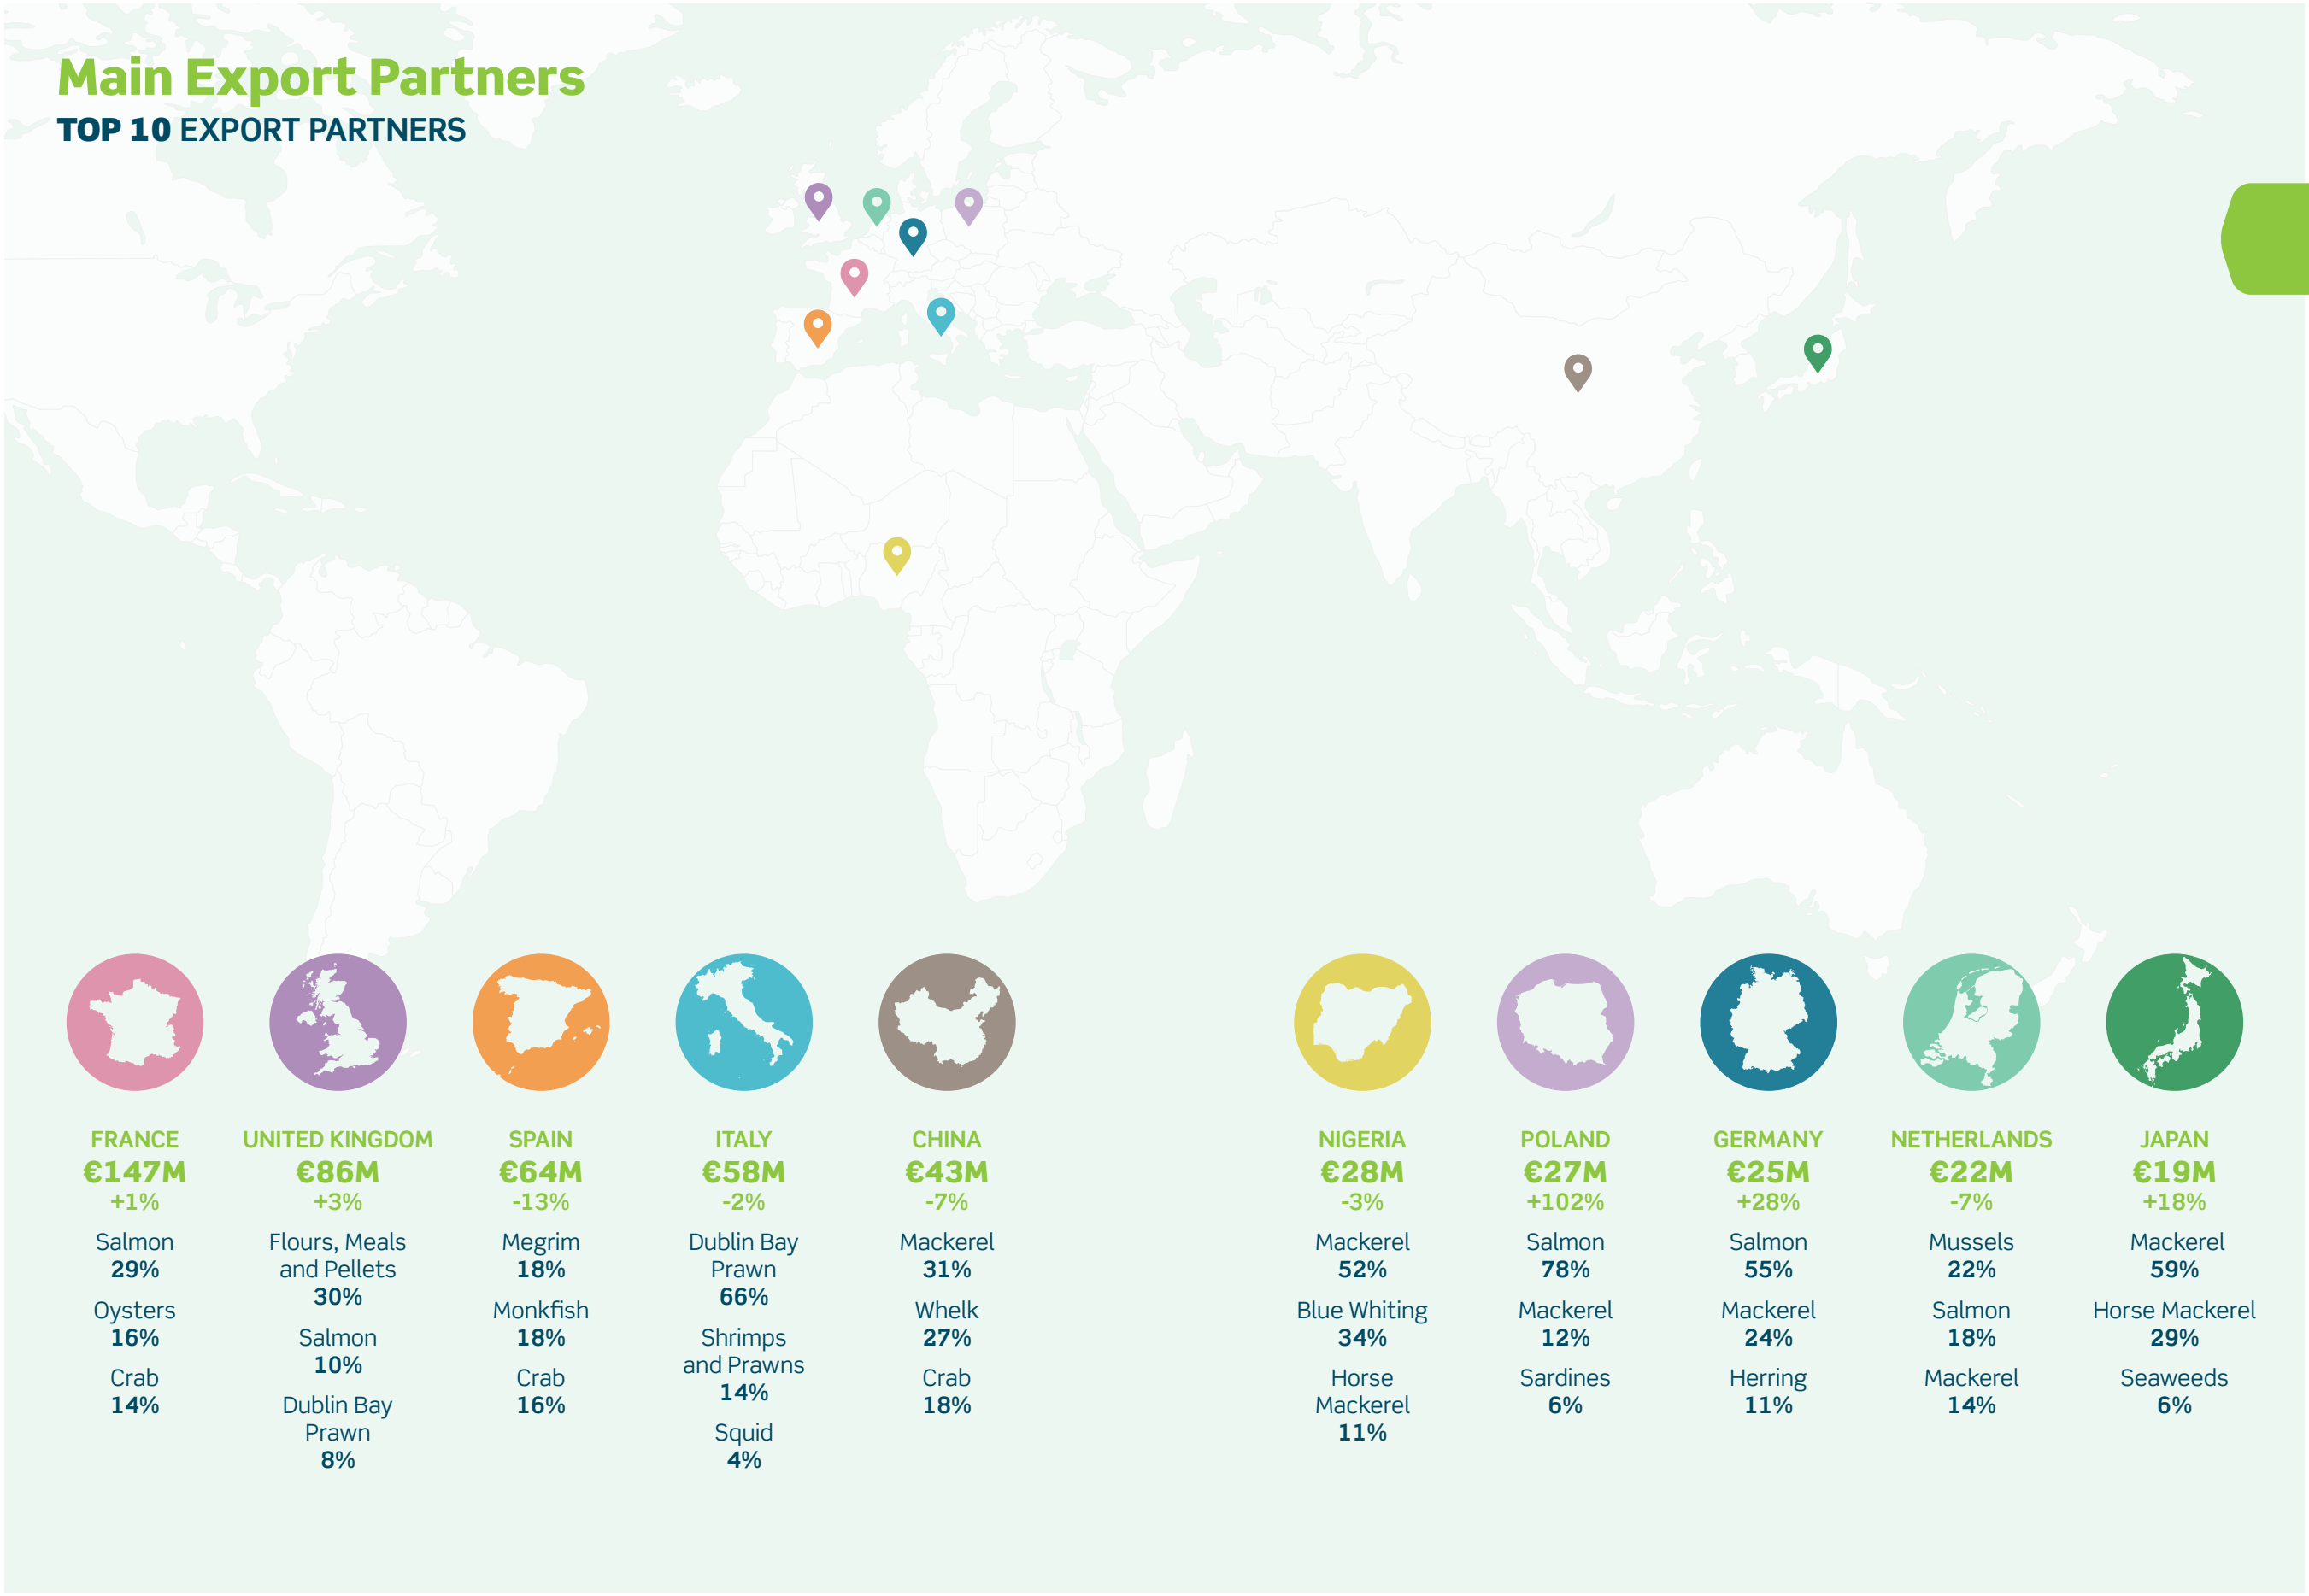 Main Export Partners
TOP 10 EXPORT PARTNERS
FRANCE
€147M
+1%
Salmon
29%
Oysters
16%
Crab
14%
UNITED KINGDOM
€86M
+3%
Flours, Meals
and Pellets
30%
Salmon
10%
Dublin Bay
Prawn
8%
SPAIN
€64M
-13%
Megrim
18%
Monkfish
18%
Crab
16%
ITALY
€58M
-2%
Dublin Bay
Prawn
66%
Shrimps
and Prawns
14%
Squid
4%
CHINA
€43M
-7%
Mackerel
31%
Whelk
27%
Crab
18%
NIGERIA
€28M
-3%
Mackerel
52%
Blue Whiting
34%
Horse
Mackerel
11%
POLAND
€27M
+102%
Salmon
78%
Mackerel
12%
Sardines
6%
GERMANY
€25M
+28%
Salmon
55%
Mackerel
24%
Herring
11%
NETHERLANDS
€22M
-7%
Mussels
22%
Salmon
18%
Mackerel
14%
JAPAN
€19M
+18%
Mackerel
59%
Horse Mackerel
29%
Seaweeds
6%